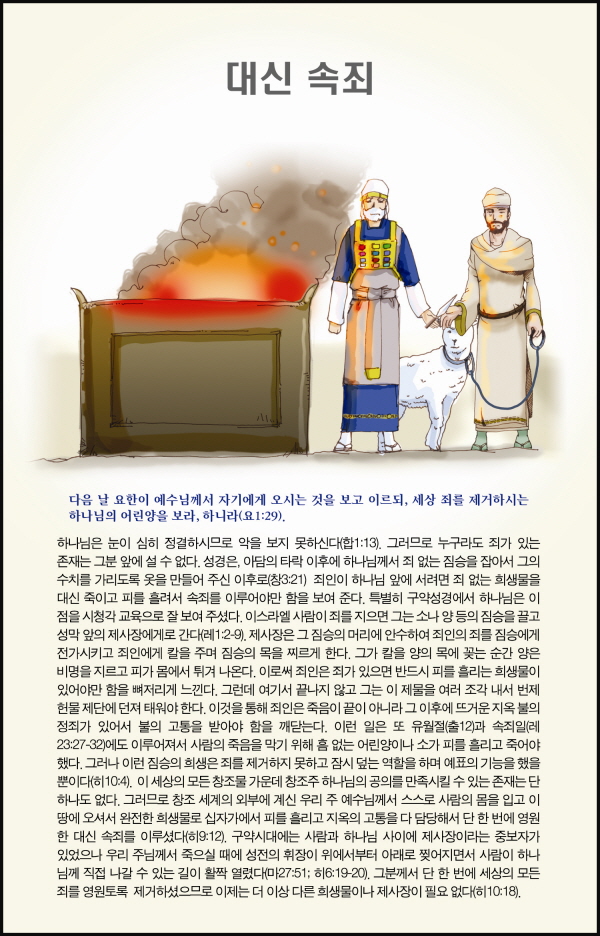 대신 속죄
다음 날 요한이 예수님께서 자기에게 오시는 것을 보고 이르되, 세상 죄를 제거하시는
하나님의 어린양을 보라, 하니라(요1:29).
하나님은 눈이 심히 정결하시므로 악을 보지 못하신다(합1:13). 그러므로 누구라도 죄가 있는
존재는 그분 앞에 설 수 없다. 성경은, 아담의 타락 이후에 하나님께서 죄 없는 짐승을 잡아서 그의
수치를 가리도록 옷을 만들어 주신 이후로(창3:21) 죄인이 하나님 앞에 서려면 죄 없는 희생물을
대신 죽이고 피를 흘려서 속죄를 이루어야만 함을 보여 준다. 특별히 구약성경에서 하나님은 이
점을 시청각 교육으로 잘 보여 주셨다. 이스라엘 사람이 죄를 지으면 그는 소나 양 등의 짐승을 끌고
성막 앞의 제사장에게로 간다(레1:2-9). 제사장은 그 짐승의 머리에 안수하여 죄인의 죄를 짐승에게
전가시키고 죄인에게 칼을 주며 짐승의 목을 찌르게 한다. 그가 칼을 양의 목에 꽂는 순간 양은
비명을 지르고 피가 몸에서 튀겨 나온다. 이로써 죄인은 죄가 있으면 반드시 피를 흘리는 희생물이
있어야만 함을 뼈저리게 느낀다. 그런데 여기서 끝나지 않고 그는 이 제물을 여러 조각 내서 번제
헌물 제단에 던져 태워야 한다. 이것을 통해 죄인은 죽음이 끝이 아니라 그 이후에 뜨거운 지옥 불의
정죄가 있어서 불의 고통을 받아야 함을 깨닫는다. 이런 일은 또 유월절(출12)과 속죄일(레
23:27-32)에도 이루어져서 사람의 죽음을 막기 위해 흠 없는 어린양이나 소가 피를 흘리고 죽어야
했다. 그러나 이런 짐승의 희생은 죄를 제거하지 못하고 잠시 덮는 역할을 하며 예표의 기능을 했을
뿐이다(히10:4). 이 세상의 모든 창조물 가운데 창조주 하나님의 공의를 만족시킬 수 있는 존재는 단
하나도 없다. 그러므로 창조 세계의 외부에 계신 우리 주 예수님께서 스스로 사람의 몸을 입고 이
땅에 오셔서 완전한 희생물로 십자가에서 피를 흘리고 지옥의 고통을 다 담당해서 단 한 번에 영원
한 대신 속죄를 이루셨다(히9:12). 구약시대에는 사람과 하나님 사이에 제사장이라는 중보자가
있었으나 우리 주님께서 죽으실 때에 성전의 휘장이 위에서부터 아래로 찢어지면서 사람이 하나
님께 직접 나갈 수 있는 길이 활짝 열렸다(마27:51; 히6:19-20). 그분께서 단 한 번에 세상의 모든
죄를 영원토록 제거하셨으므로 이제는 더 이상 다른 희생물이나 제사장이 필요 없다(히10:18).